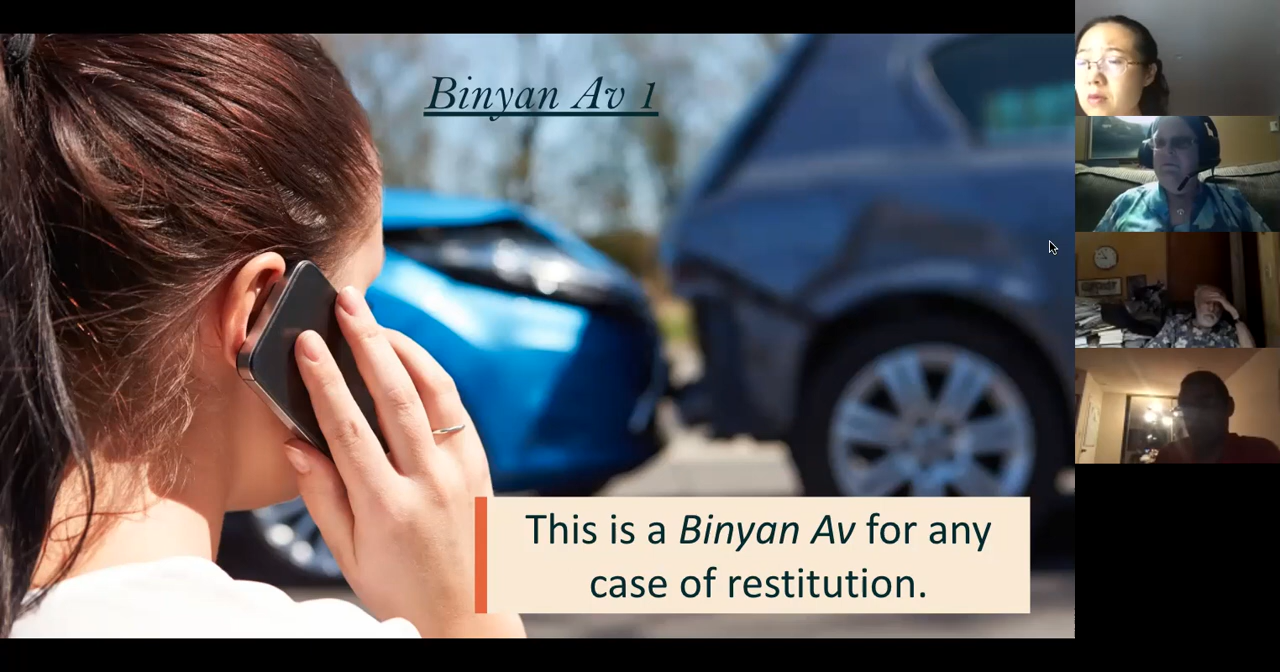 Binyan Av 1
This is a Binyan Av for any
case of restitution.